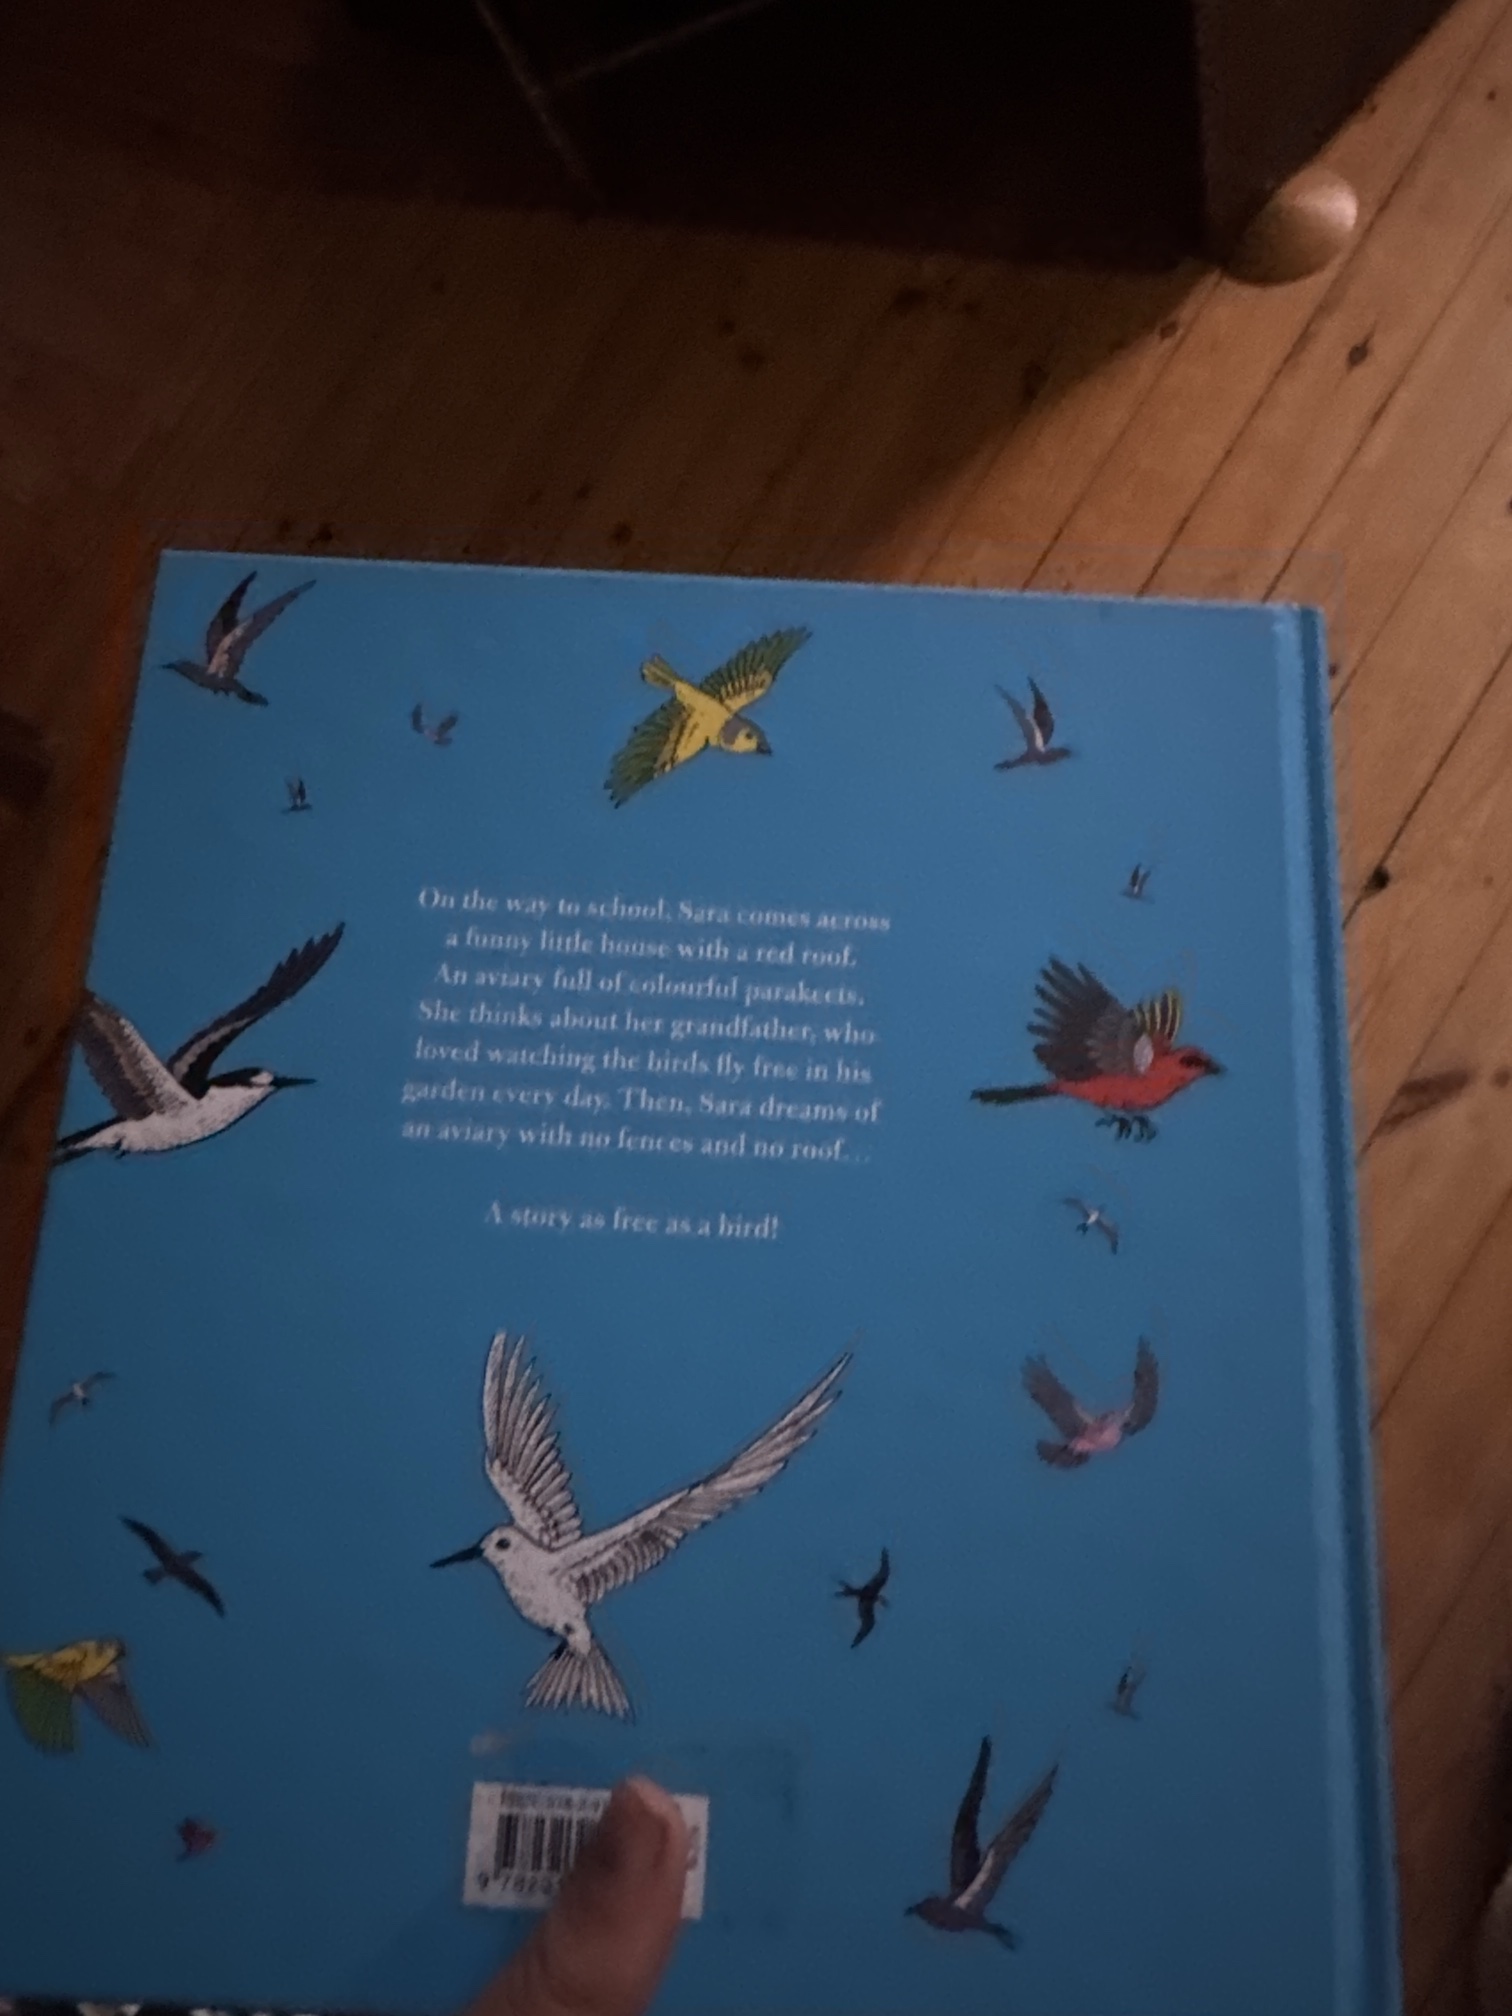 On the way to school, Sara comes across
a funny little house with a red roof.
An aviary full of colourful parakeets.
She thinks about her grandfather, who
loved watching the birds fly free in his
garden every day. Then, Sara dreams of
an aviary with no fences and no roof...
A story as free as a bird!
9 782